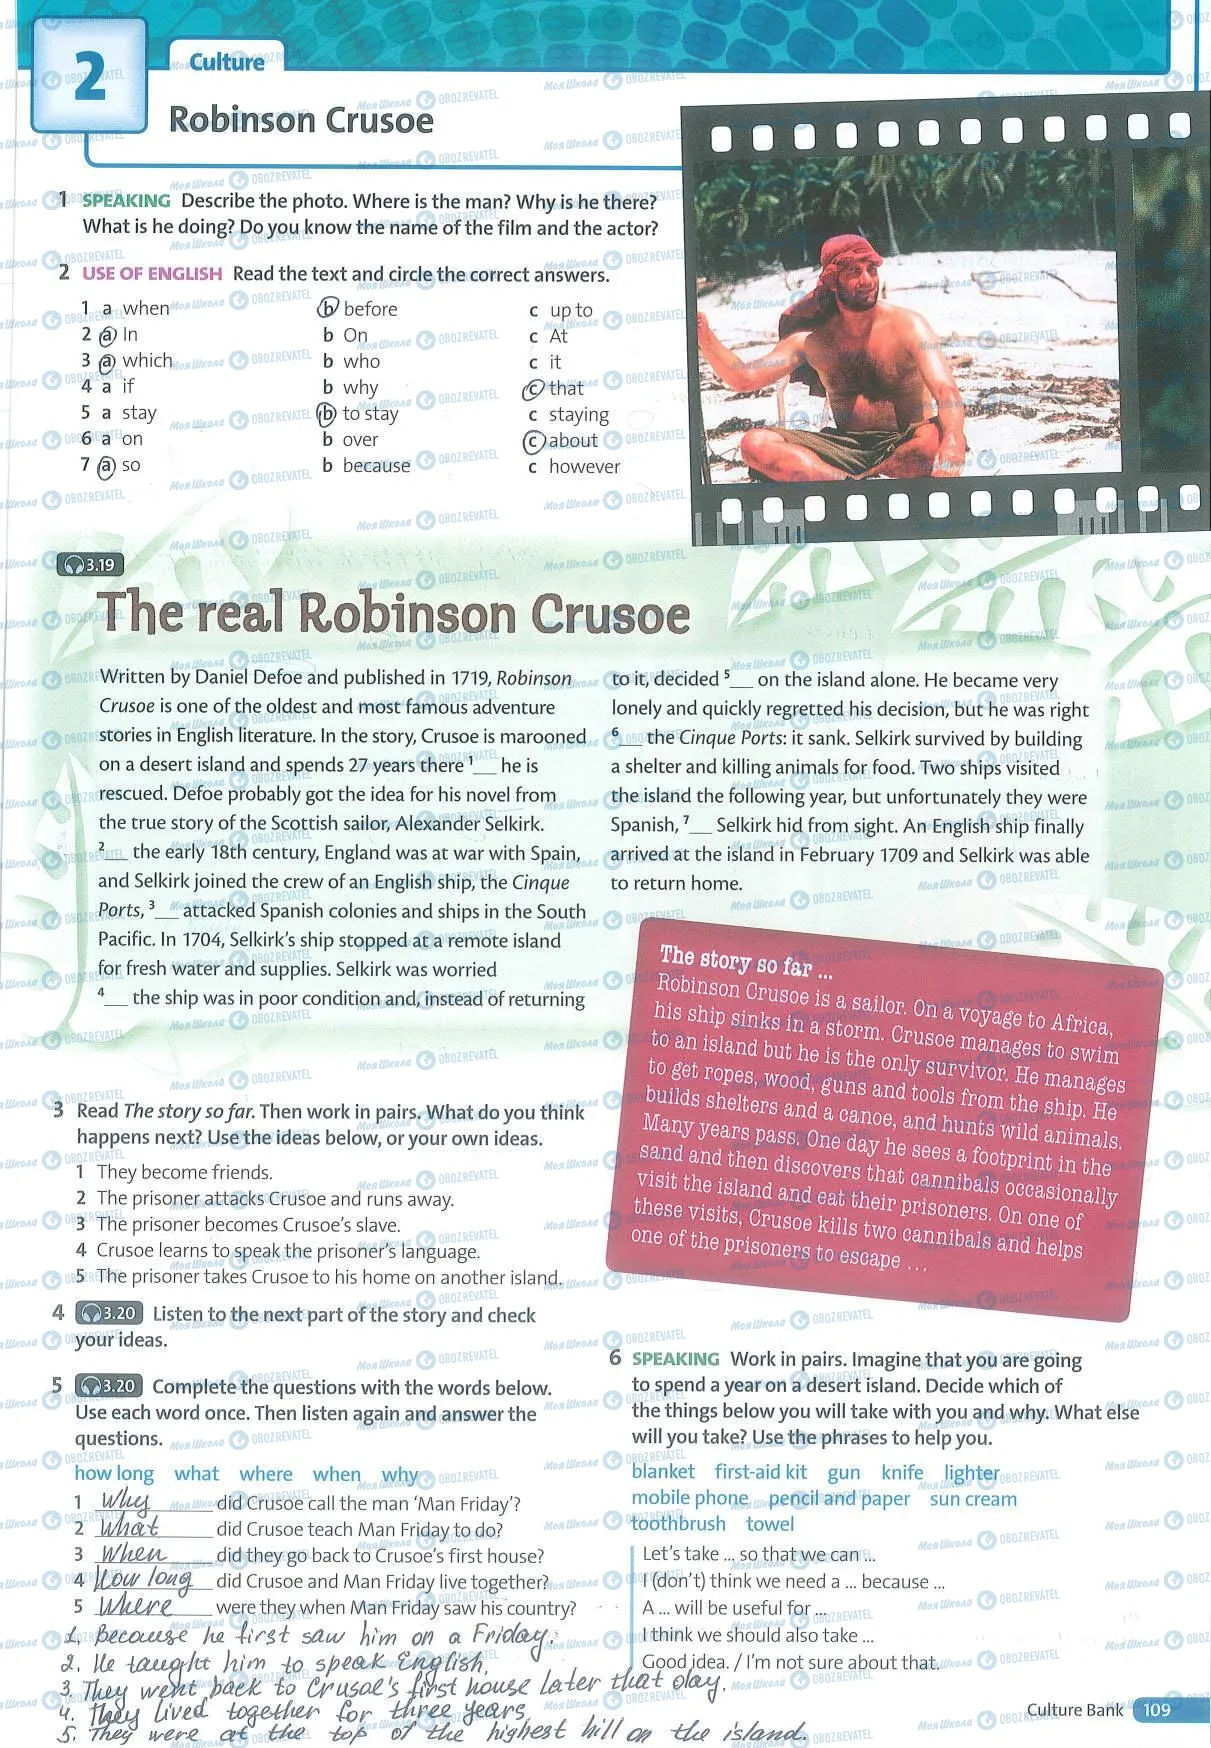 2
Culture
Robinson Crusoe
1 SPEAKING Describe the photo. Where is the man? Why is he there?
What is he doing? Do you know the name of the film and the actor?
2 USE OF ENGLISH Read the text and circle the correct answers.
1 a when b before c up to
2 a In b On c At
3 a which b who c it
4 a if b why c that
5 a stay b to stay c staying
6 a on b over c about
7 a so b because c however
3.19
The real Robinson Crusoe
Written by Daniel Defoe and published in 1719, Robinson
Crusoe is one of the oldest and most famous adventure
stories in English literature. In the story, Crusoe is marooned
on a desert island and spends 27 years there 1__ he is
rescued. Defoe probably got the idea for his novel from
the true story of the Scottish sailor, Alexander Selkirk.
2__ the early 18th century, England was at war with Spain,
and Selkirk joined the crew of an English ship, the Cinque
Ports, 3__ attacked Spanish colonies and ships in the South
Pacific. In 1704, Selkirk's ship stopped at a remote island
for fresh water and supplies. Selkirk was worried
4__ the ship was in poor condition and, instead of returning
to it, decided 5__ on the island alone. He became very
lonely and quickly regretted his decision, but he was right
6__ the Cinque Ports: it sank. Selkirk survived by building
a shelter and killing animals for food. Two ships visited
the island the following year, but unfortunately they were
Spanish, 7__ Selkirk hid from sight. An English ship finally
arrived at the island in February 1709 and Selkirk was able
to return home.
The story so far ...
Robinson Crusoe is a sailor. On a voyage to Africa,
his ship sinks in a storm. Crusoe manages to swim
to an island but he is the only survivor. He manages
to get ropes, wood, guns and tools from the ship. He
builds shelters and a canoe, and hunts wild animals.
Many years pass. One day he sees a footprint in the
sand and then discovers that cannibals occasionally
visit the island and eat their prisoners. On one of
these visits, Crusoe kills two cannibals and helps
one of the prisoners to escape ...
3 Read The story so far. Then work in pairs. What do you think
happens next? Use the ideas below, or your own ideas.
1 They become friends.
2 The prisoner attacks Crusoe and runs away.
3 The prisoner becomes Crusoe's slave.
4 Crusoe learns to speak the prisoner's language.
5 The prisoner takes Crusoe to his home on another island.
4 3.20 Listen to the next part of the story and check
your ideas.
5 3.20 Complete the questions with the words below.
Use each word once. Then listen again and answer the
questions.
how long what where when why
1 Why did Crusoe call the man 'Man Friday'?
2 What did Crusoe teach Man Friday to do?
3 When did they go back to Crusoe's first house?
4 How long did Crusoe and Man Friday live together?
5 Where were they when Man Friday saw his country?
1. Because he first saw him on a Friday.
2. He taught him to speak English.
3. They went back to Crusoe's first house later that day.
4. They lived together for three years.
5. They were at the top of the highest hill on the island.
6 SPEAKING Work in pairs. Imagine that you are going
to spend a year on a desert island. Decide which of
the things below you will take with you and why. What else
will you take? Use the phrases to help you.
blanket first-aid kit gun knife lighter
mobile phone pencil and paper sun cream
toothbrush towel
Let's take ... so that we can ...
I (don't) think we need a ... because ...
A ... will be useful for ...
I think we should also take ...
Good idea. / I'm not sure about that.
Culture Bank 109
Моя Школа OBOZREVATEL